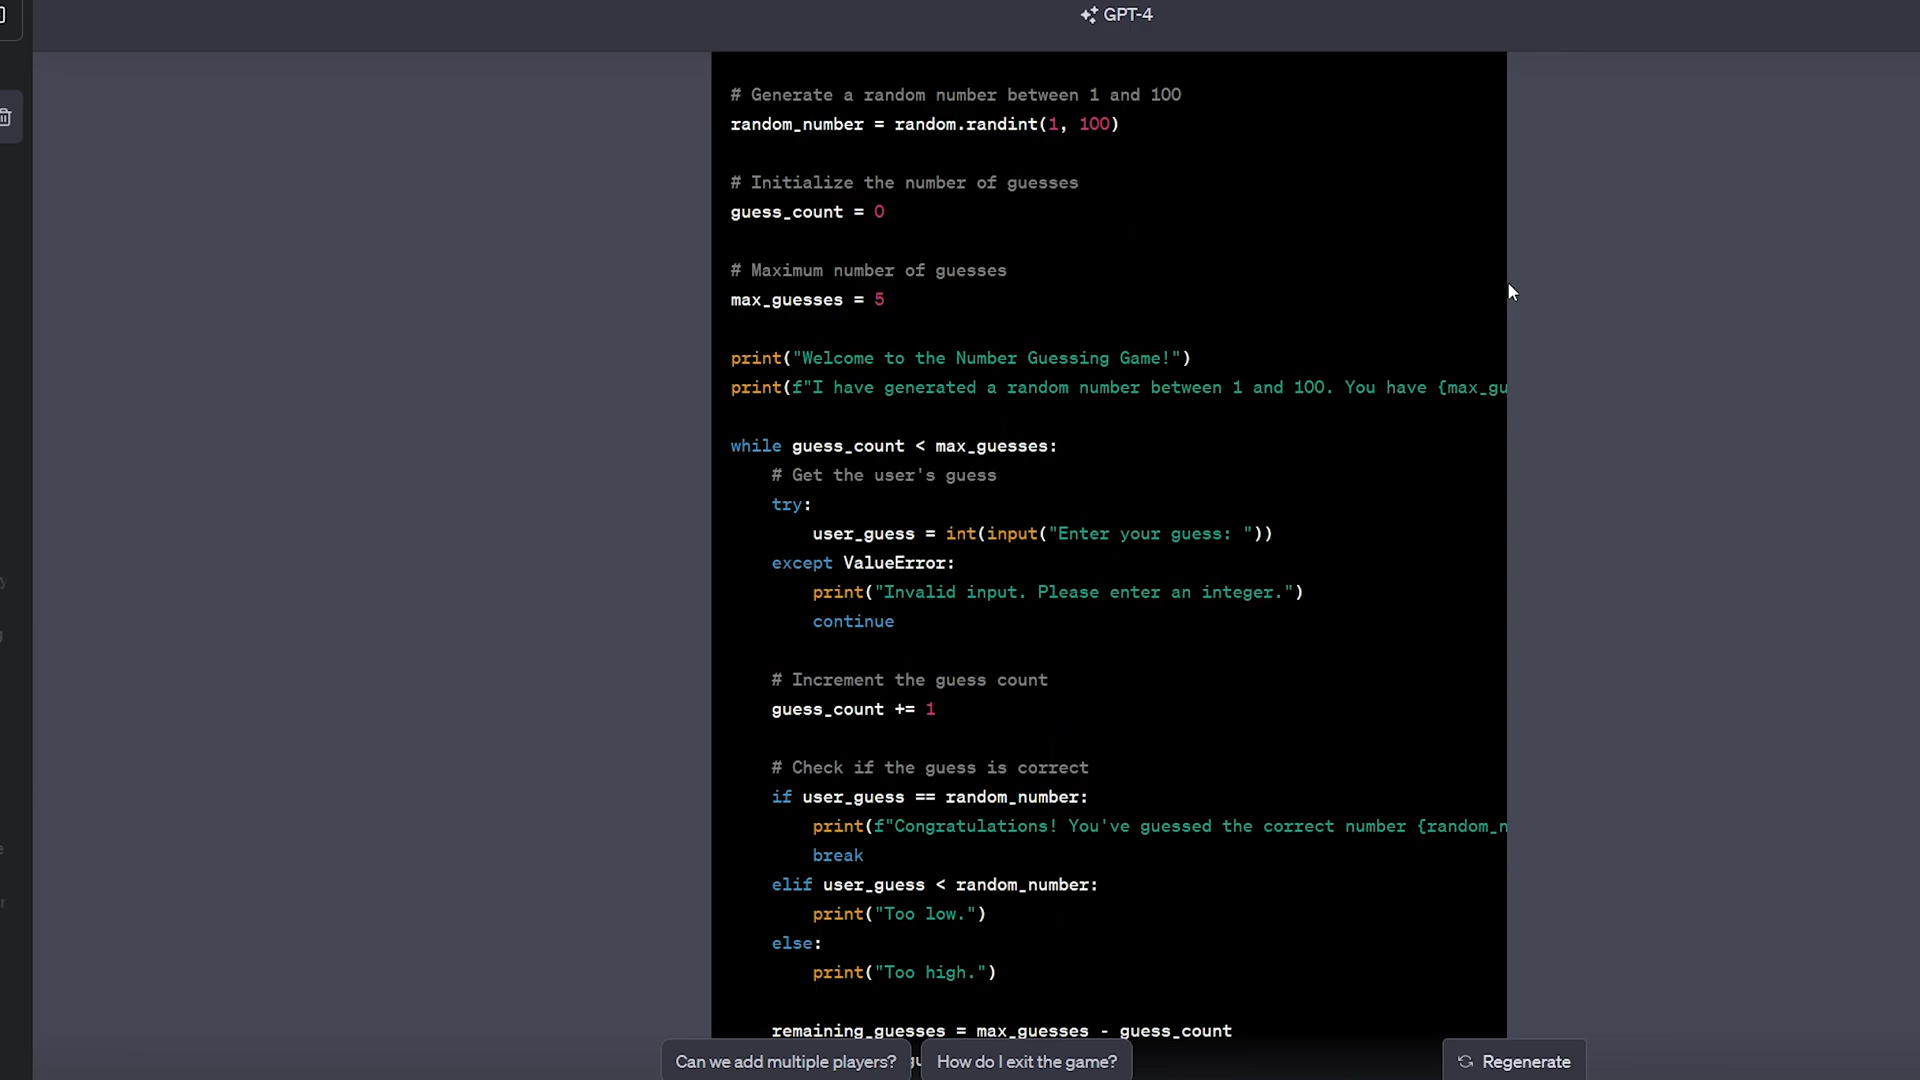 GPT-4
# Generate a random number between 1 and 100
random_number = random.randint(1, 100)
# Initialize the number of guesses
guess_count = 0
# Maximum number of guesses
max_guesses = 5
print("Welcome to the Number Guessing Game!")
print(f"I have generated a random number between 1 and 100. You have {max_gu
while guess_count < max_guesses:
    # Get the user's guess
    try:
        user_guess = int(input("Enter your guess: "))
    except ValueError:
        print("Invalid input. Please enter an integer.")
        continue
    # Increment the guess count
    guess_count += 1
    # Check if the guess is correct
    if user_guess == random_number:
        print(f"Congratulations! You've guessed the correct number {random_n
        break
    elif user_guess < random_number:
        print("Too low.")
    else:
        print("Too high.")
    remaining_guesses = max_guesses - guess_count
Can we add multiple players? How do I exit the game? Regenerate